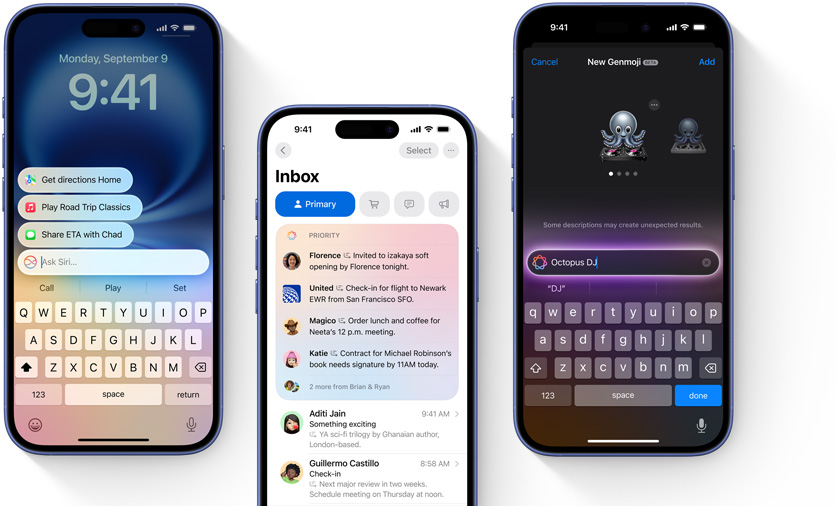 Monday, September 9
9:41
Get directions Home
Play Road Trip Classics
Share ETA with Chad
Ask Siri...
Call Play Set
Q W E R T Y U I O P
A S D F G H J K L
Z X C V B N M
123 space return
9:41
Select
Inbox
Primary
PRIORITY
Florence Invited to izakaya soft
opening by Florence tonight.
United Check-in for flight to Newark
EWR from San Francisco SFO.
Magico Order lunch and coffee for
Neeta's 12 p.m. meeting.
Katie Contract for Michael Robinson's
book needs signature by 11AM today.
2 more from Brian & Ryan
Aditi Jain 9:41 AM
Something exciting
YA sci-fi trilogy by Ghanaian author,
London-based.
Guillermo Castillo 8:58 AM
Check-in
Next major review in two weeks.
Schedule meeting on Thursday at noon.
9:41
Cancel New Genmoji BETA Add
Some descriptions may create unexpected results.
Octopus DJ
“DJ”
q w e r t y u i o p
a s d f g h j k l
z x c v b n m
123 space done